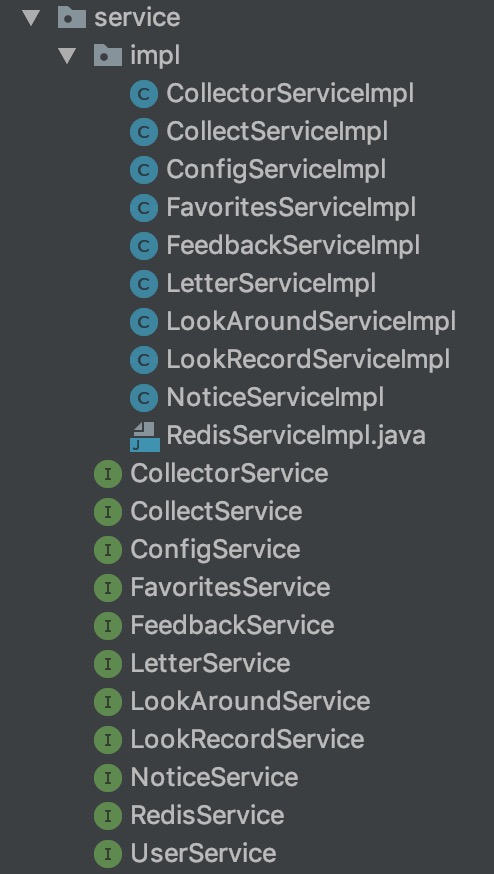 service
impl
CollectorServiceImpl
CollectServiceImpl
ConfigServiceImpl
FavoritesServiceImpl
FeedbackServiceImpl
LetterServiceImpl
LookAroundServiceImpl
LookRecordServiceImpl
NoticeServiceImpl
RedisServiceImpl.java
CollectorService
CollectService
ConfigService
FavoritesService
FeedbackService
LetterService
LookAroundService
LookRecordService
NoticeService
RedisService
UserService